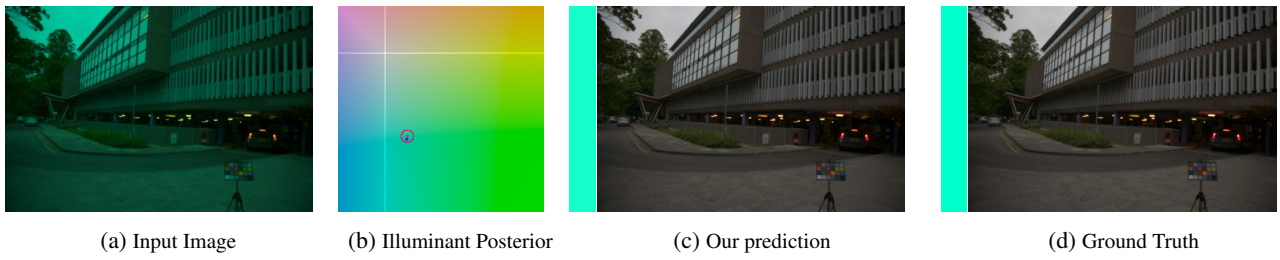 (a) Input Image
(b) Illuminant Posterior
(c) Our prediction
(d) Ground Truth